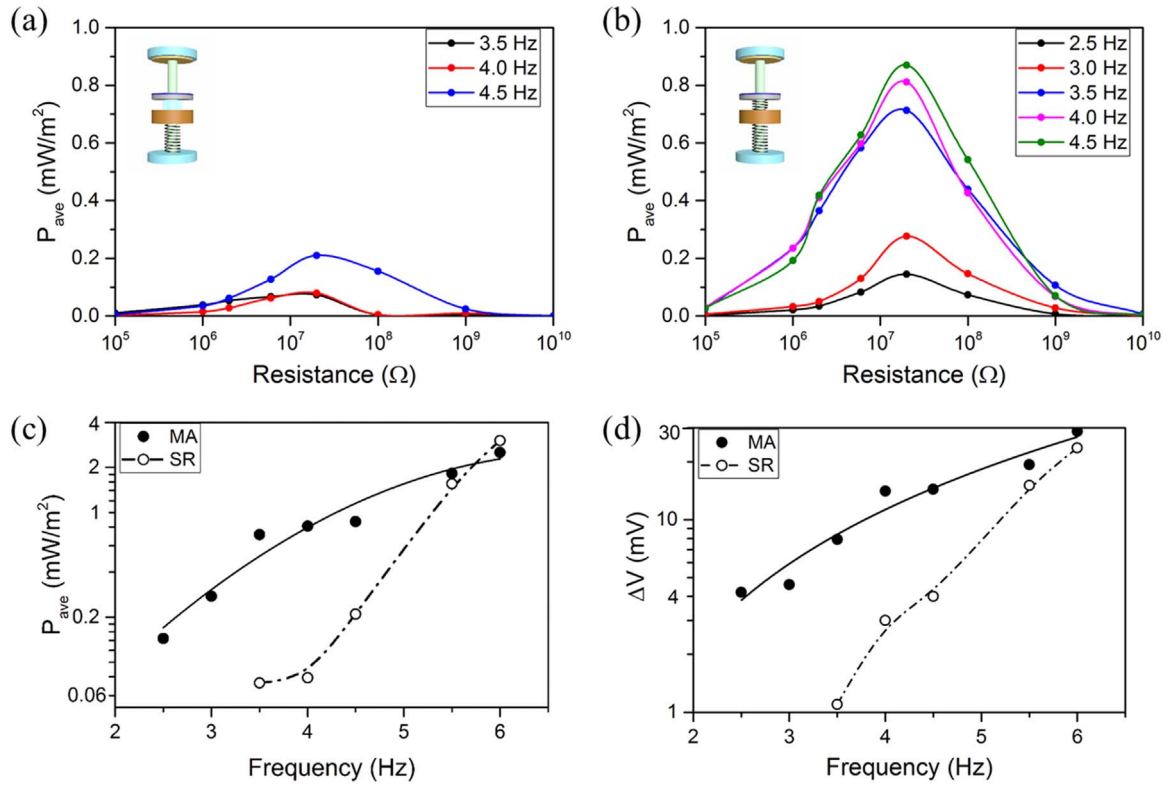 (a)
1.0
0.8
0.6
0.4
0.2
0.0
P_ave (mW/m²)
3.5 Hz
4.0 Hz
4.5 Hz
10⁵ 10⁶ 10⁷ 10⁸ 10⁹ 10¹⁰
Resistance (Ω)
(b)
1.0
0.8
0.6
0.4
0.2
0.0
P_ave (mW/m²)
2.5 Hz
3.0 Hz
3.5 Hz
4.0 Hz
4.5 Hz
10⁵ 10⁶ 10⁷ 10⁸ 10⁹ 10¹⁰
Resistance (Ω)
(c)
4
2
1
0.2
0.06
P_ave (mW/m²)
MA
SR
2 3 4 5 6
Frequency (Hz)
(d)
30
10
4
1
ΔV (mV)
MA
SR
2 3 4 5 6
Frequency (Hz)